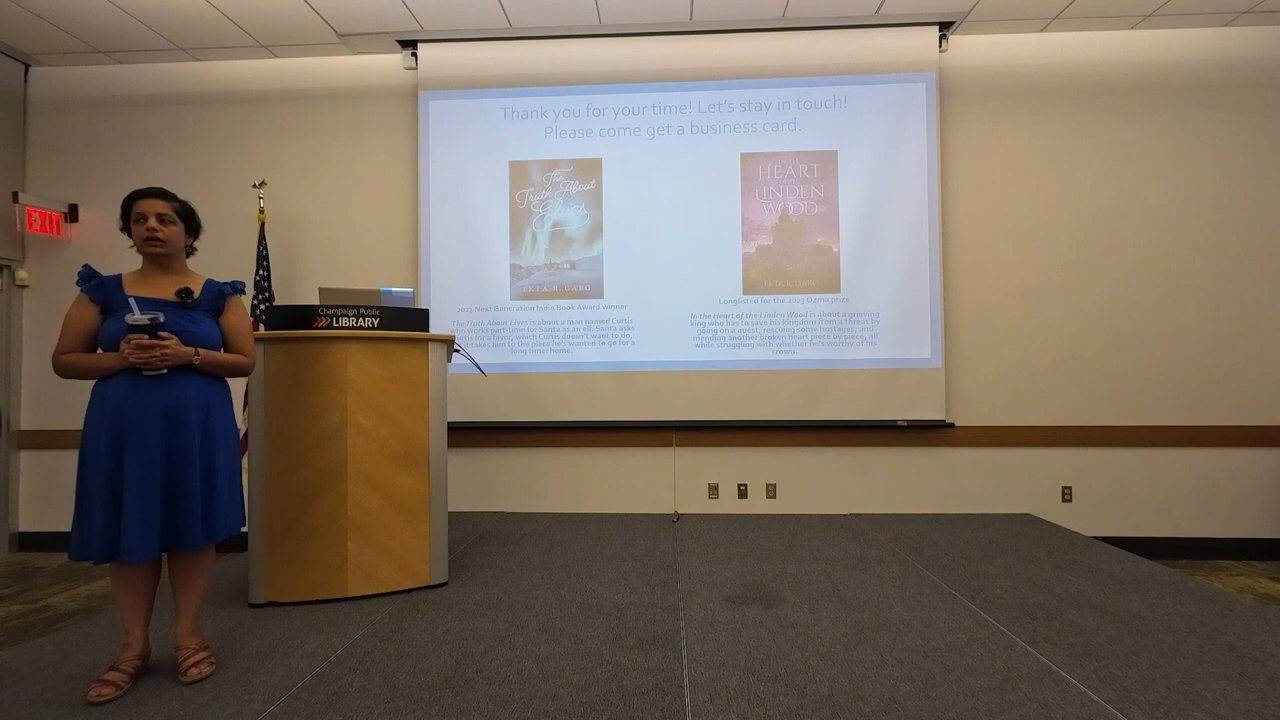 Thank you for your time! Let's stay in touch!
Please come get a business card.
The
Truth About
Elves
EKTA R. GARG
IN THE
HEART
OF THE
LINDEN
WOOD
EKTA R. GARG
2023 Next Generation Indie Book Award winner
Longlisted for the 2023 Ozma prize
The Truth About Elves is about a man named Curtis
who works part-time for Santa as an elf. Santa asks
Curtis for a favor, which Curtis doesn't want to do,
it takes him to the place he's wanted to go for a
long time: home.
In the Heart of the Linden Wood is about a grieving
king who has to save his kingdom from a threat by
going on a quest, rescuing some hostages, and
mending another broken heart piece by piece, all
while struggling with whether he's worthy of his
crown.
EXIT
Champaign Public
LIBRARY